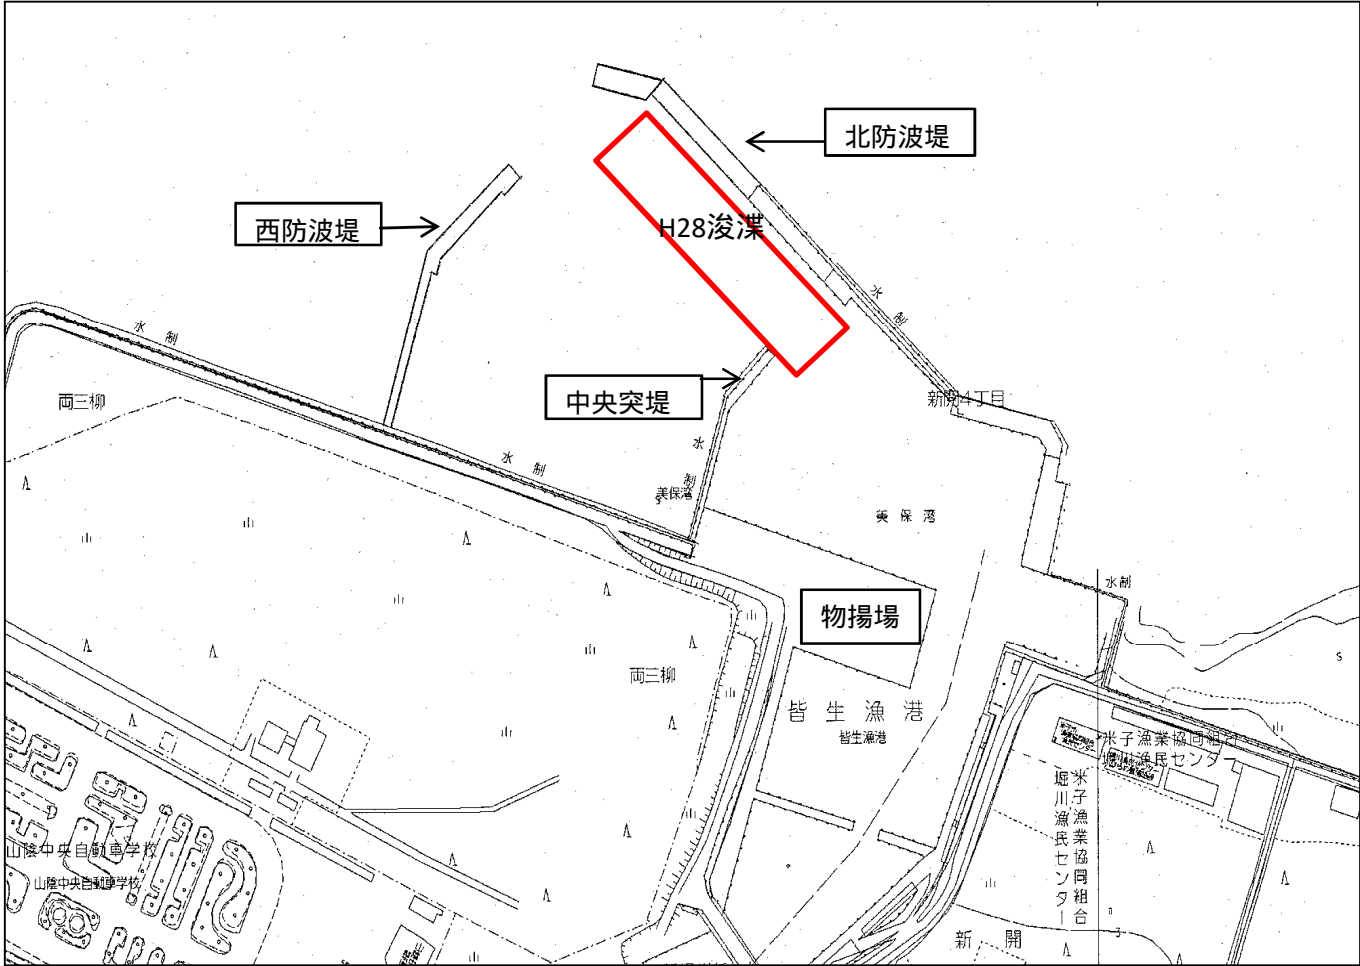 北防波堤
西防波堤
H28浚渫
水制
水制
両三柳
中央突堤
新開4丁目
水制
水制
美保湾
美保湾
水制
物揚場
両三柳
皆生漁港
皆生漁港
米子漁業協同組合
堀川漁民センター
米子漁業協同組合
堀川漁民センター
山陰中央自動車学校
山陰中央自動車学校
新開